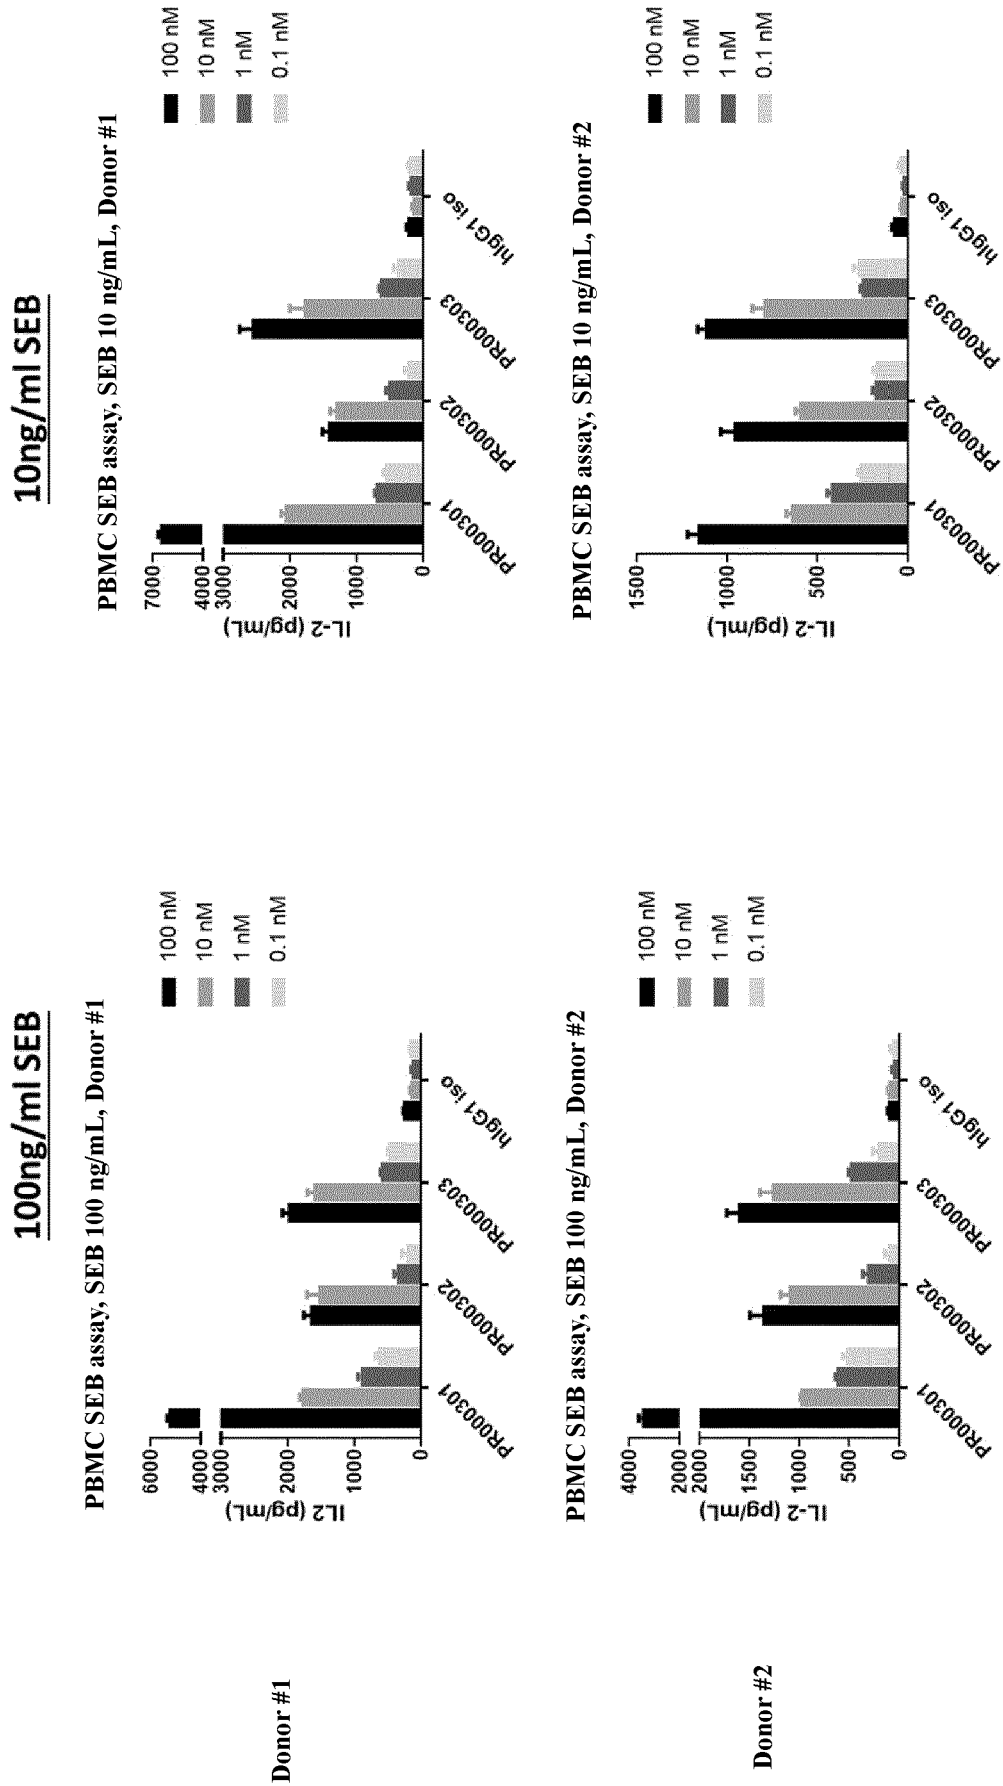 100ng/ml SEB
10ng/ml SEB
Donor #1
PBMC SEB assay, SEB 100 ng/mL, Donor #1
IL2 (pg/mL)
6000
4000
3000
2000
1000
0
PR000301
PR000302
PR000303
hIgG1 iso
100 nM
10 nM
1 nM
0.1 nM
PBMC SEB assay, SEB 10 ng/mL, Donor #1
IL-2 (pg/mL)
7000
4000
3000
2000
1000
0
PR000301
PR000302
PR000303
hIgG1 iso
100 nM
10 nM
1 nM
0.1 nM
Donor #2
PBMC SEB assay, SEB 100 ng/mL, Donor #2
IL-2 (pg/mL)
4000
2000
2000
1500
1000
500
0
PR000301
PR000302
PR000303
hIgG1 iso
100 nM
10 nM
1 nM
0.1 nM
PBMC SEB assay, SEB 10 ng/mL, Donor #2
IL-2 (pg/mL)
1500
1000
500
0
PR000301
PR000302
PR000303
hIgG1 iso
100 nM
10 nM
1 nM
0.1 nM